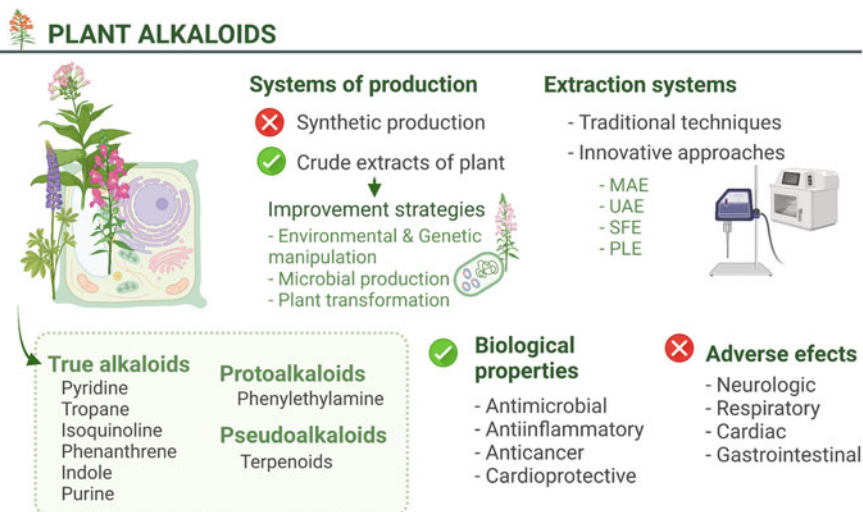 PLANT ALKALOIDS
Systems of production
Synthetic production
Crude extracts of plant
Improvement strategies
- Environmental & Genetic
manipulation
- Microbial production
- Plant transformation
Extraction systems
- Traditional techniques
- Innovative approaches
- MAE
- UAE
- SFE
- PLE
True alkaloids
Pyridine
Tropane
Isoquinoline
Phenanthrene
Indole
Purine
Protoalkaloids
Phenylethylamine
Pseudoalkaloids
Terpenoids
Biological
properties
- Antimicrobial
- Antiinflammatory
- Anticancer
- Cardioprotective
Adverse efects
- Neurologic
- Respiratory
- Cardiac
- Gastrointestinal